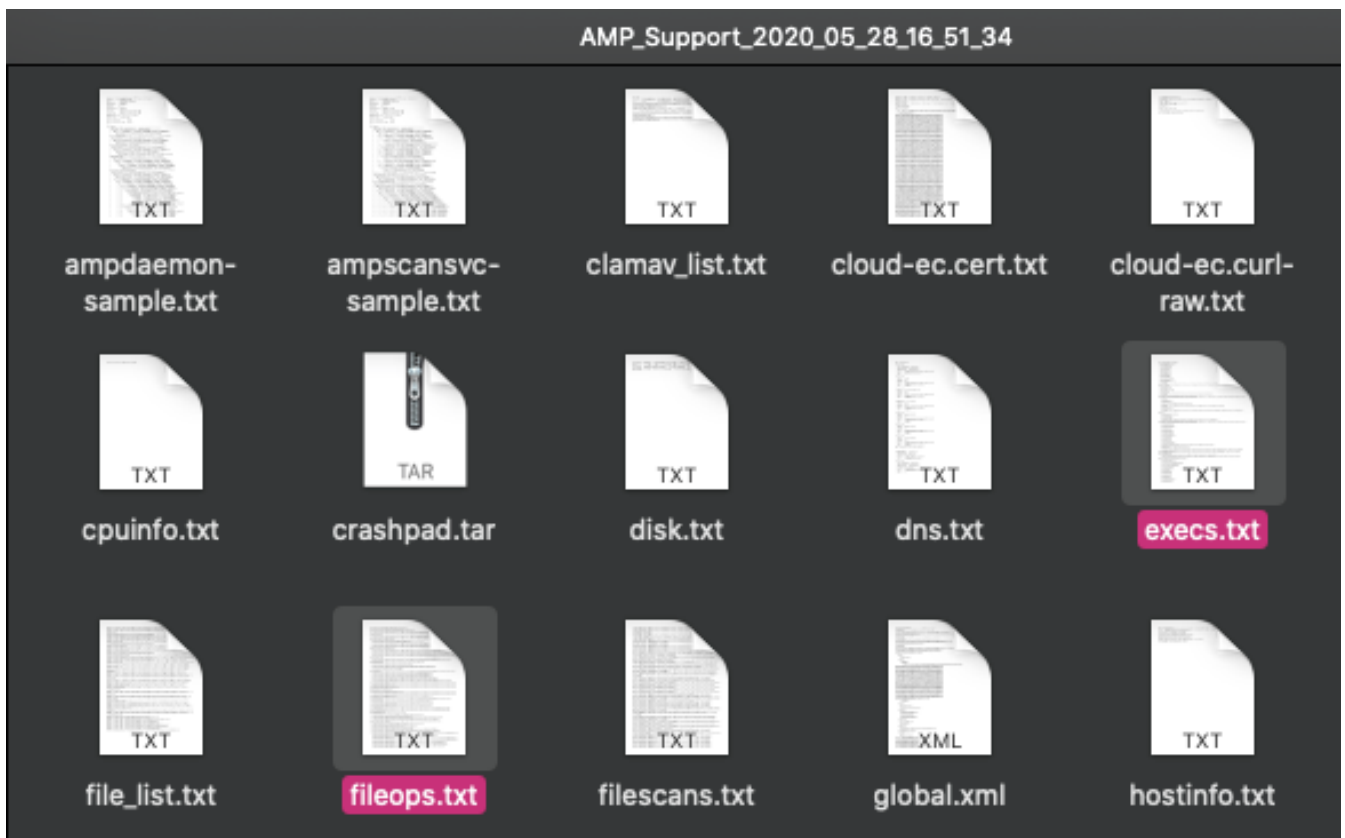 AMP_Support_2020_05_28_16_51_34
TXT TXT TXT TXT TXT
ampdaemon- ampscansvc- clamav_list.txt cloud-ec.cert.txt cloud-ec.curl-
sample.txt sample.txt raw.txt
TXT TAR TXT TXT TXT
cpuinfo.txt crashpad.tar disk.txt dns.txt execs.txt
TXT TXT TXT XML TXT
file_list.txt fileops.txt filescans.txt global.xml hostinfo.txt